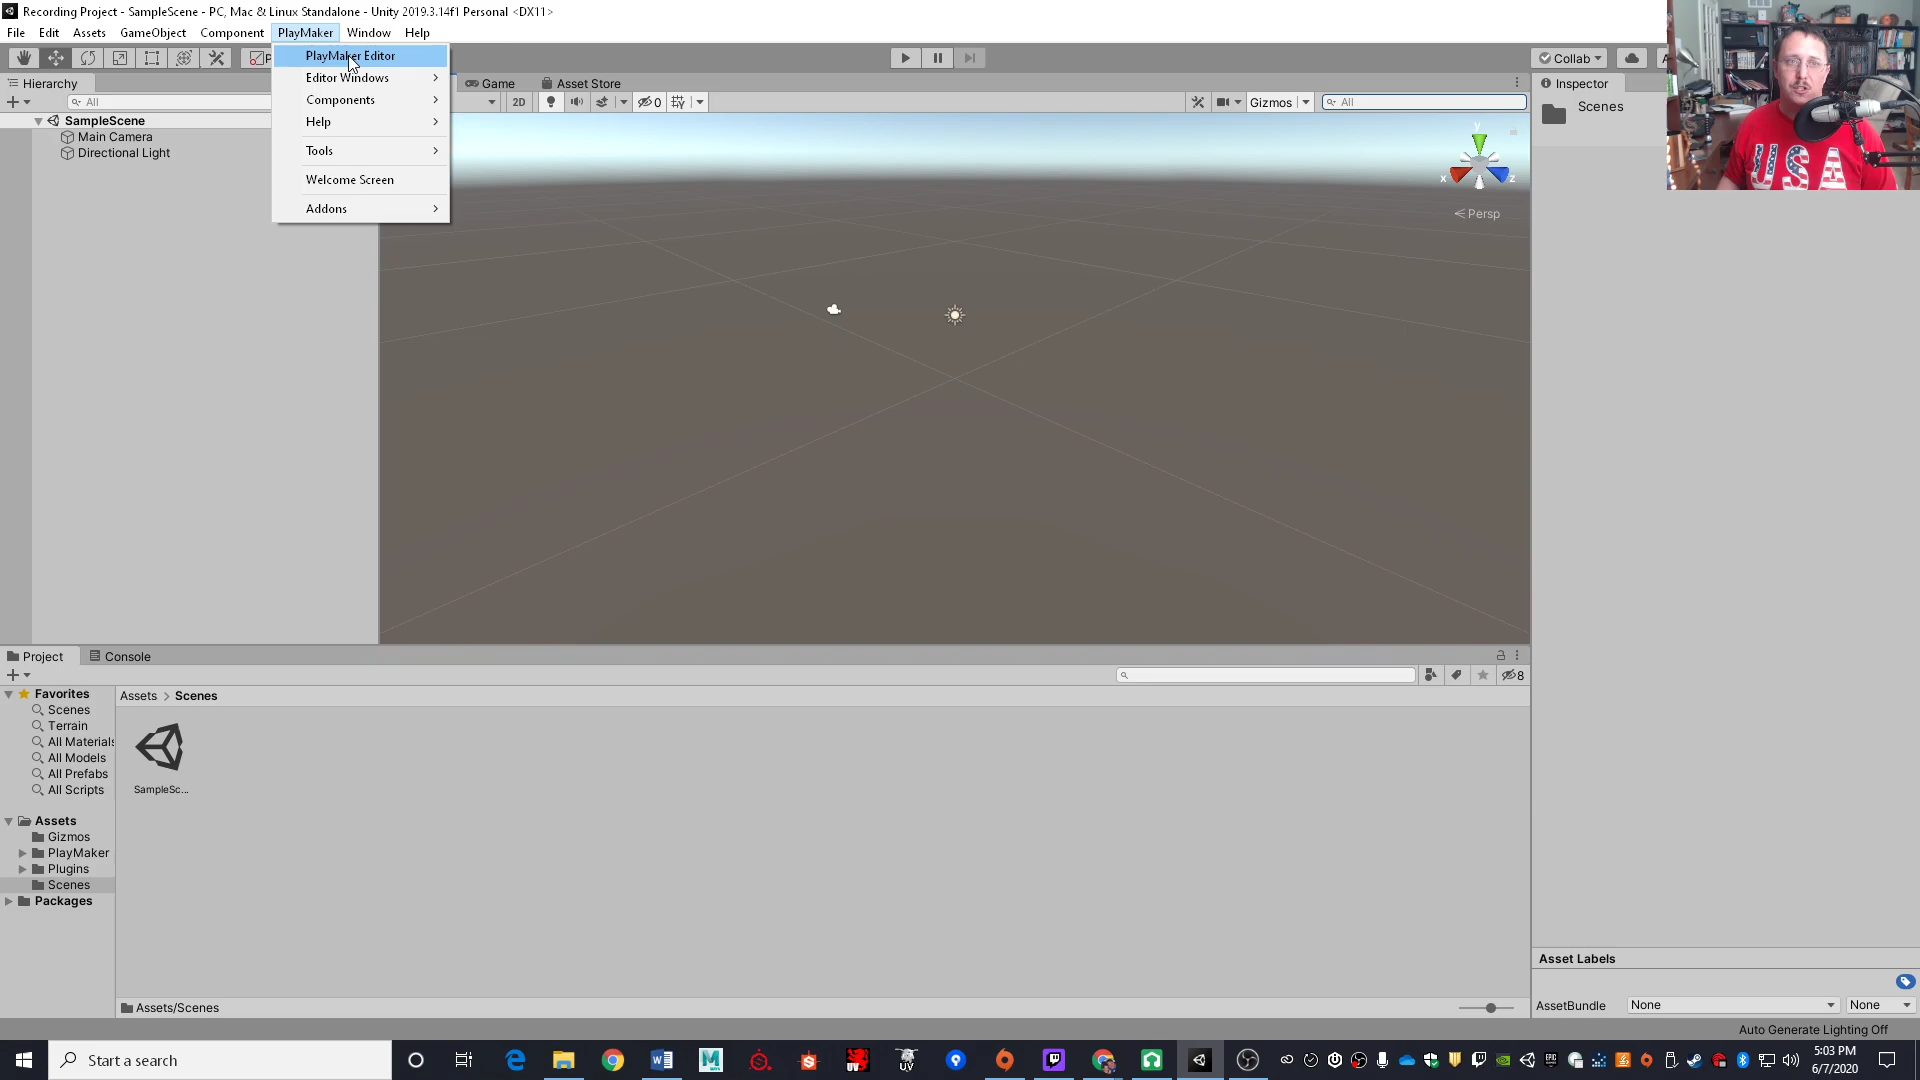 Recording Project - SampleScene - PC, Mac & Linux Standalone - Unity 2019.3.14f1 Personal <DX11>
File Edit Assets GameObject Component PlayMaker Window Help
PlayMaker Editor
Editor Windows
Components
Help
Tools
Welcome Screen
Addons
Collab
Hierarchy
Game
Asset Store
Inspector
All
2D
0
Gizmos
All
Scenes
SampleScene
Main Camera
Directional Light
y
x
z
Persp
USA
Project
Console
8
Favorites
Scenes
Terrain
All Materials
All Models
All Prefabs
All Scripts
Assets
Gizmos
PlayMaker
Plugins
Scenes
Packages
Assets > Scenes
SampleSc...
Assets/Scenes
Asset Labels
AssetBundle
None
None
Auto Generate Lighting Off
Start a search
5:03 PM
6/7/2020